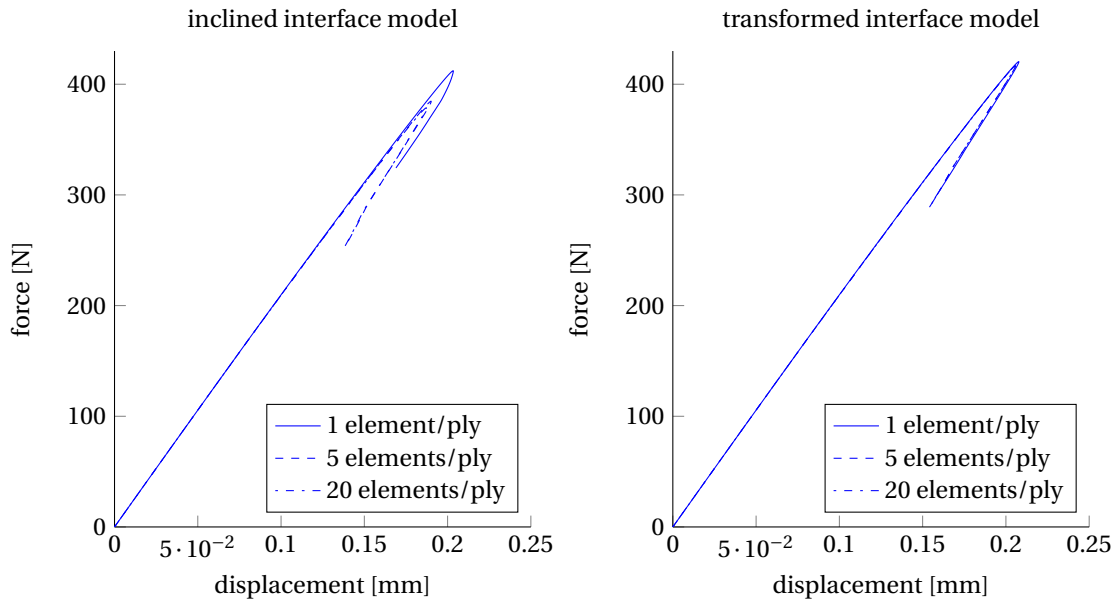 inclined interface model
400
300
200
100
0
force [N]
1 element/ply
5 elements/ply
20 elements/ply
0
5 · 10⁻²
0.1
0.15
0.2
0.25
displacement [mm]
transformed interface model
400
300
200
100
0
force [N]
1 element/ply
5 elements/ply
20 elements/ply
0
5 · 10⁻²
0.1
0.15
0.2
0.25
displacement [mm]